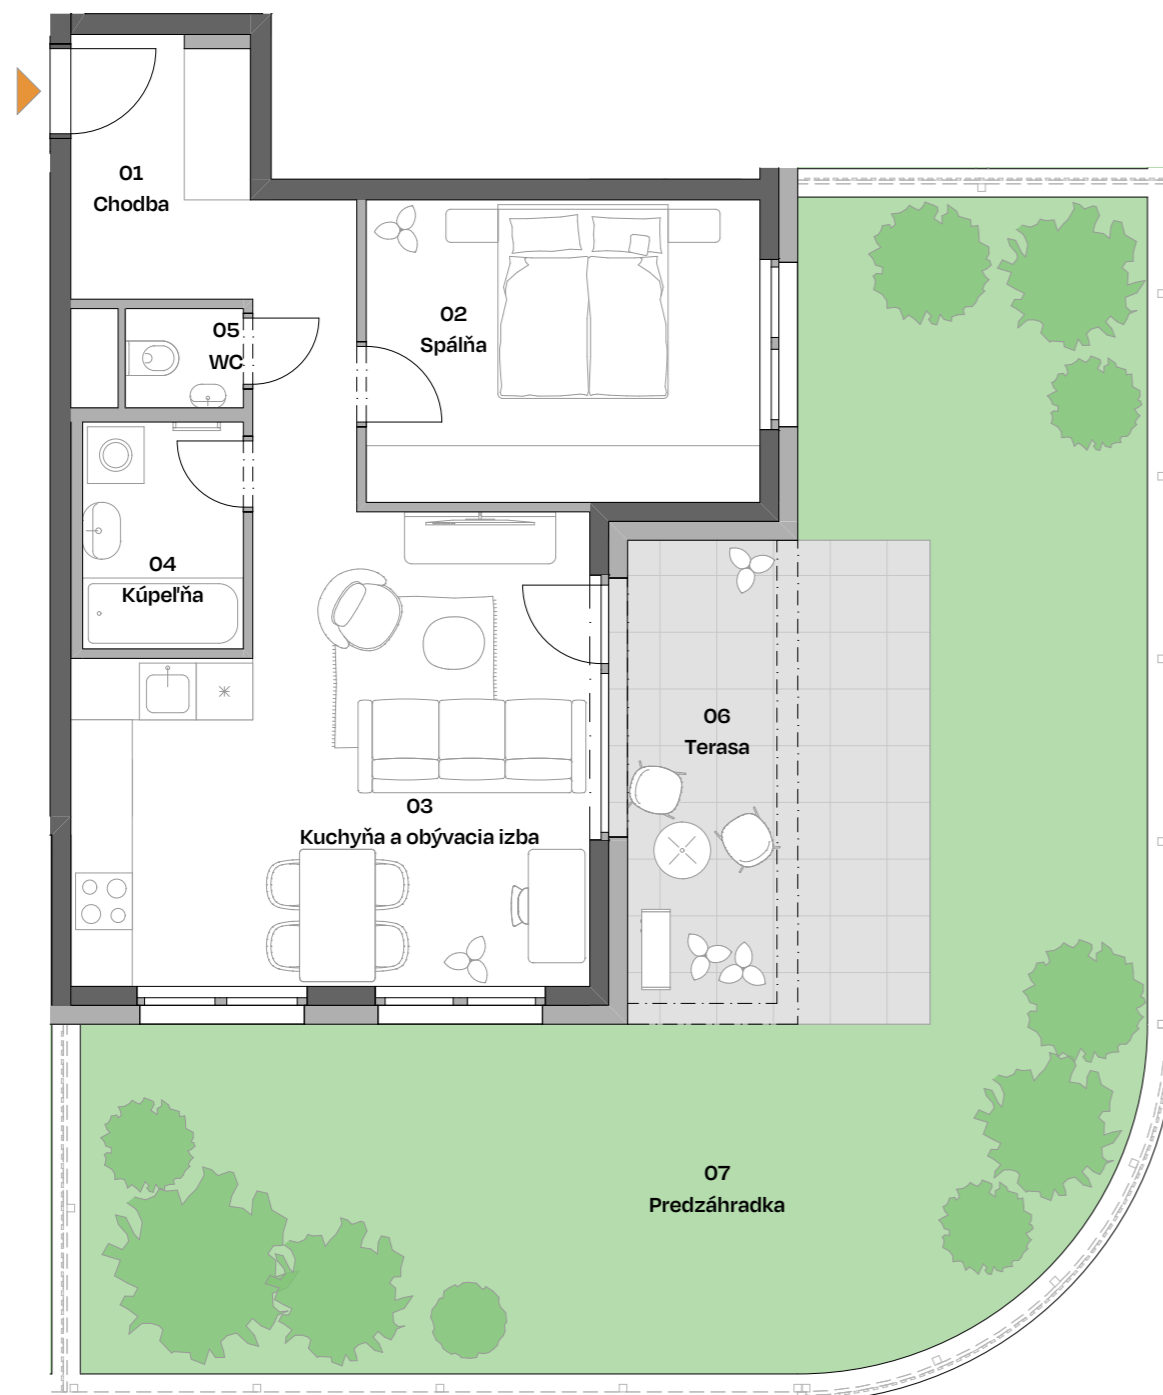 01
Chodba
02
Spálňa
05
WC
04
Kúpeľňa
03
Kuchyňa a obývacia izba
06
Terasa
07
Predzáhradka